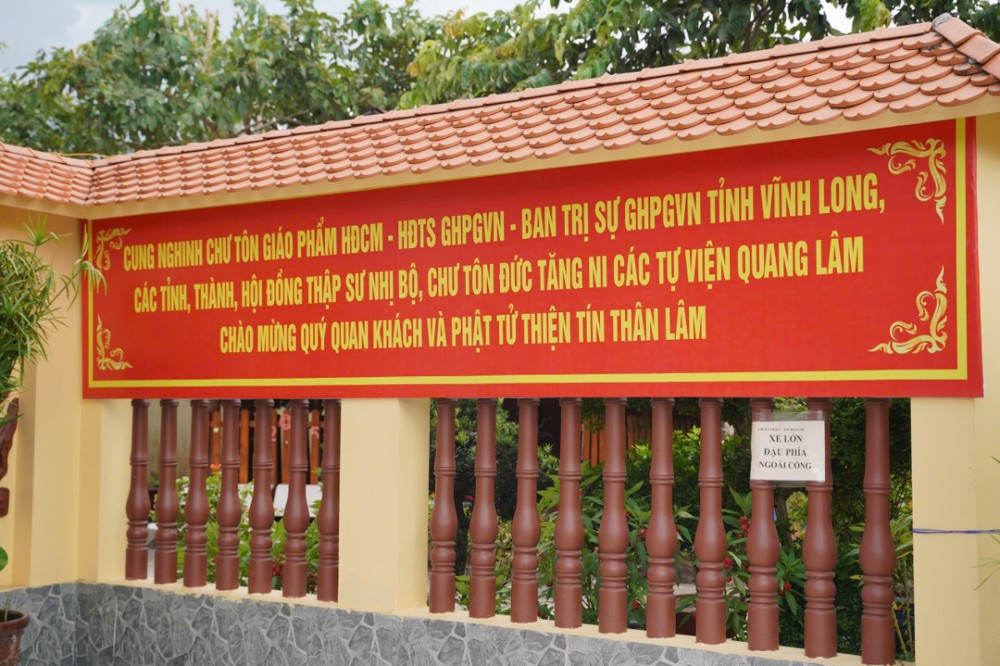 CUNG NGHINH CHƯ TÔN GIÁO PHẨM HĐCM - HĐTS GHPGVN - BAN TRỊ SỰ GHPGVN TỈNH VĨNH LONG,
CÁC TỈNH, THÀNH, HỘI ĐỒNG THẬP SƯ NHỊ BỘ, CHƯ TÔN ĐỨC TĂNG NI CÁC TỰ VIỆN QUANG LÂM
CHÀO MỪNG QUÝ QUAN KHÁCH VÀ PHẬT TỬ THIỆN TÍN THÂN LÂM
XE LỚN
ĐẬU PHÍA
NGOÀI CỔNG